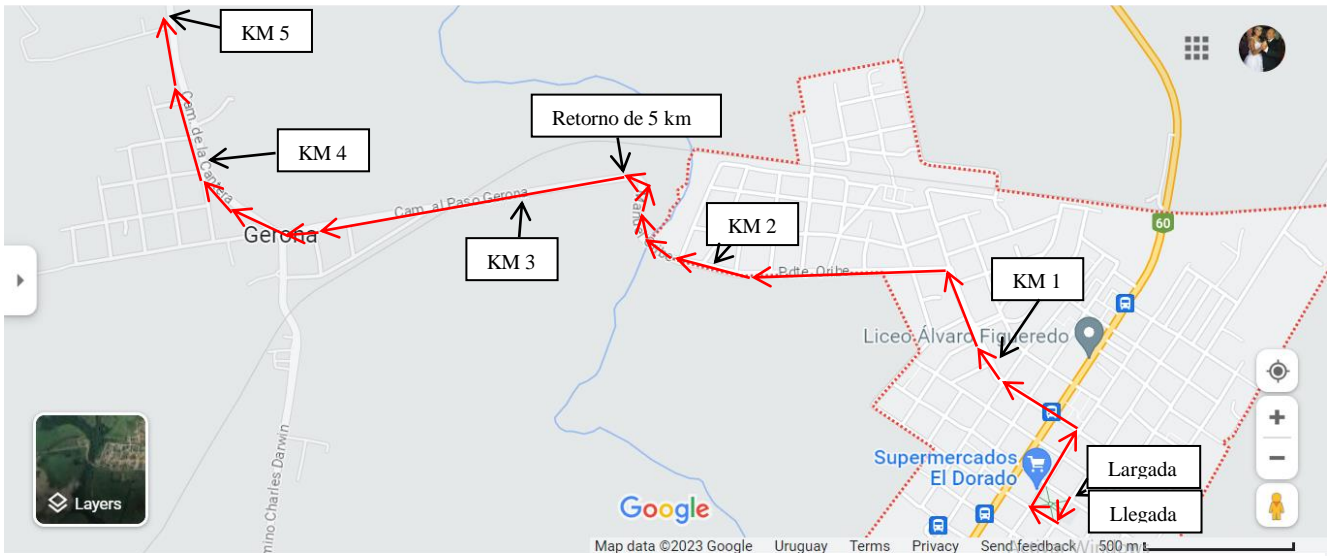 KM 5
Retorno de 5 km
Cam. de la Cantera
KM 4
Cam. al Paso Gerona
60
KM 2
Gerona
KM 3
Pdte. Oribe
KM 1
Liceo Álvaro Figueredo
Camino Charles Darwin
Supermercados
El Dorado
Largada
Llegada
Layers
Google
Map data ©2023 Google Uruguay Terms Privacy Send feedback 500 m